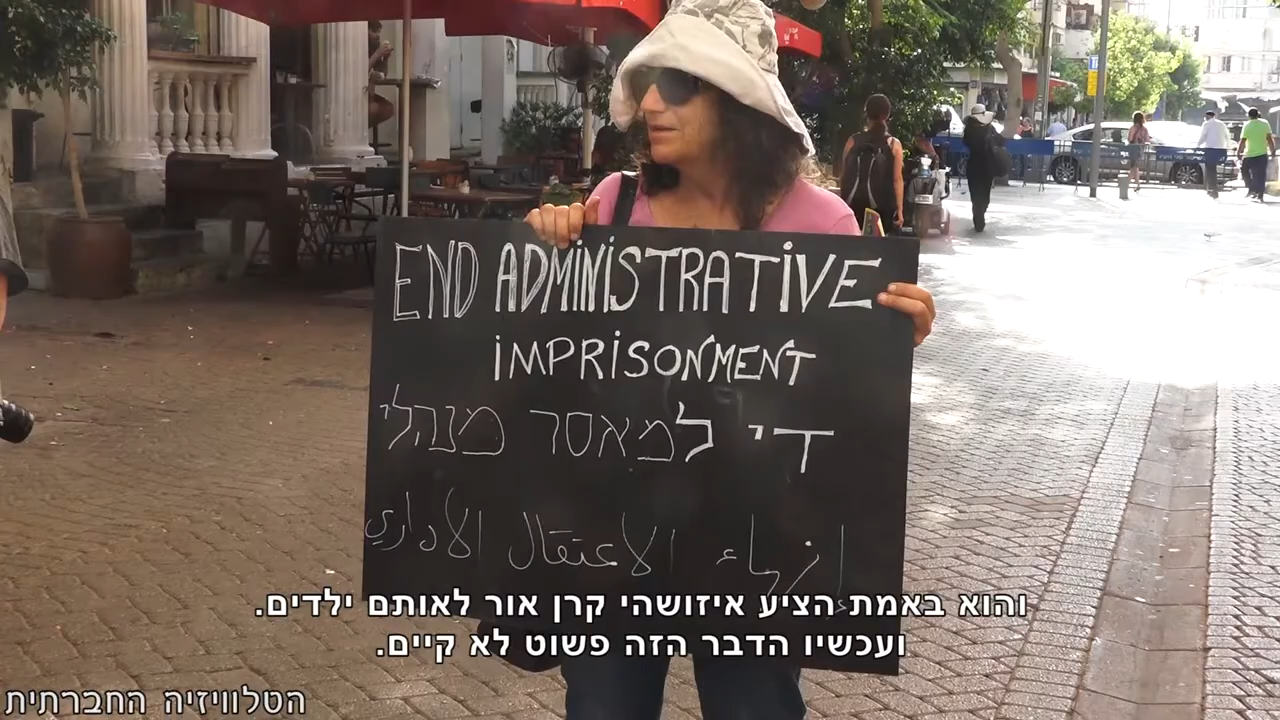 END ADMINISTRATIVE
IMPRISONMENT
די למאסר מנהלי
إنهاء الاعتقال الاداري
והוא באמת הציע איזושהי קרן אור לאותם ילדים.
ועכשיו הדבר הזה פשוט לא קיים.
הטלוויזיה החברתית